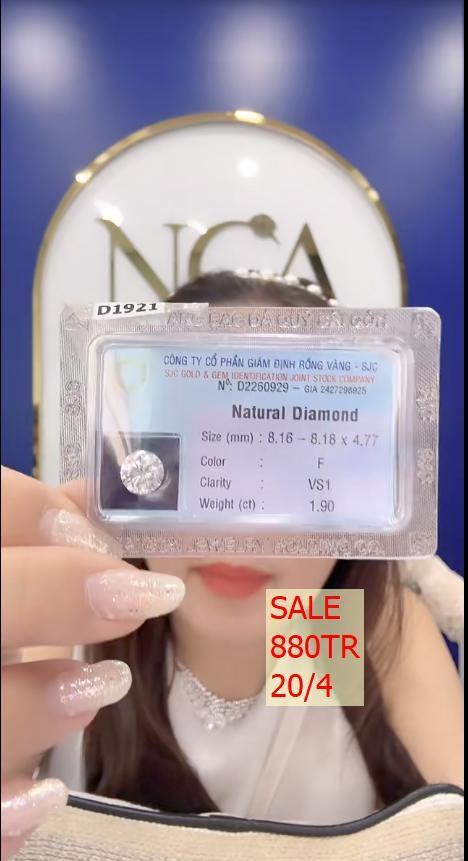 NCA
D1921
CÔNG TY CỔ PHẦN GIÁM ĐỊNH RỒNG VÀNG - SJC
SJC GOLD & GEM IDENTIFICATION JOINT STOCK COMPANY
Nº: D2260929 – GIA 2427298925
Natural Diamond
Size (mm) : 8.16 – 8.18 x 4.77
Color : F
Clarity : VS1
Weight (ct) : 1.90
SALE
880TR
20/4